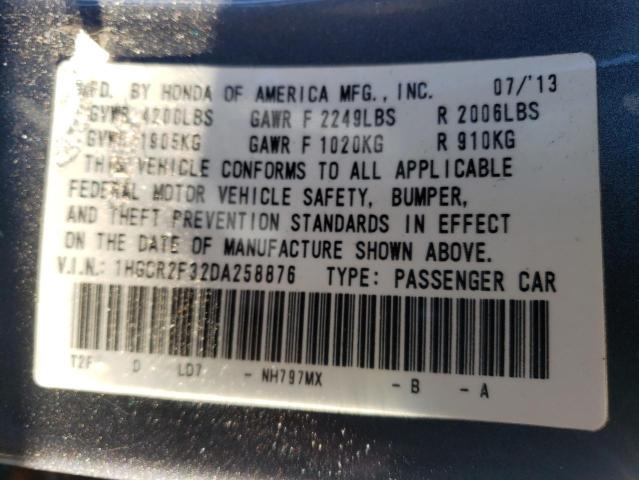 MFD. BY HONDA OF AMERICA MFG., INC. 07/'13
GVWR 4200LBS GAWR F 2249LBS R 2006LBS
GVWR 1905KG GAWR F 1020KG R 910KG
THIS VEHICLE CONFORMS TO ALL APPLICABLE
FEDERAL MOTOR VEHICLE SAFETY, BUMPER,
AND THEFT PREVENTION STANDARDS IN EFFECT
ON THE DATE OF MANUFACTURE SHOWN ABOVE.
V.I.N.: 1HGCR2F32DA258876 TYPE: PASSENGER CAR
T2F D LD7 - NH797MX - B - A